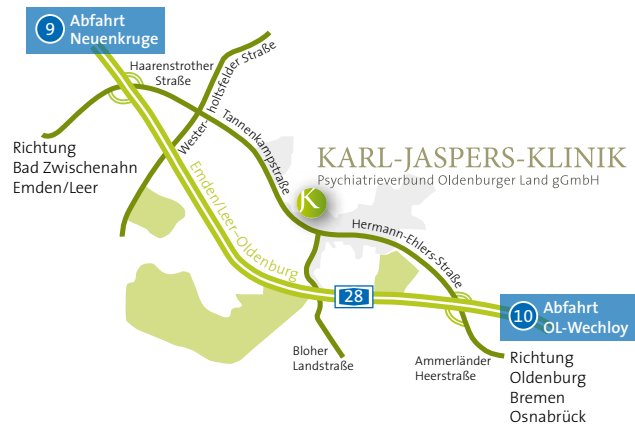 9
Abfahrt
Neuenkruge
Haarenstrother
Straße
Wester-
holtsfelder Straße
Tannenkampstraße
Richtung
Bad Zwischenahn
Emden/Leer
KARL-JASPERS-KLINIK
Psychiatrieverbund Oldenburger Land gGmbH
K
Hermann-Ehlers-Straße
Emden/Leer–Oldenburg
28
10
Abfahrt
OL-Wechloy
Bloher
Landstraße
Ammerländer
Heerstraße
Richtung
Oldenburg
Bremen
Osnabrück